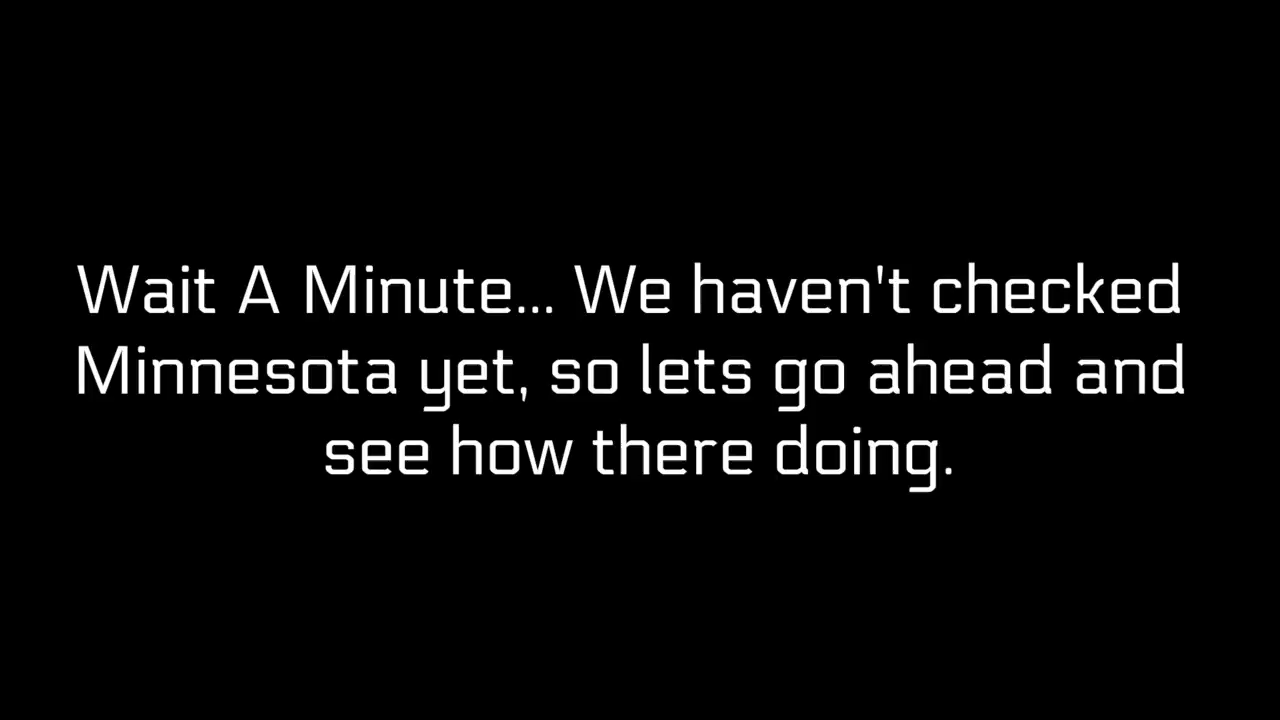 Wait A Minute... We haven't checked
Minnesota yet, so lets go ahead and
see how there doing.